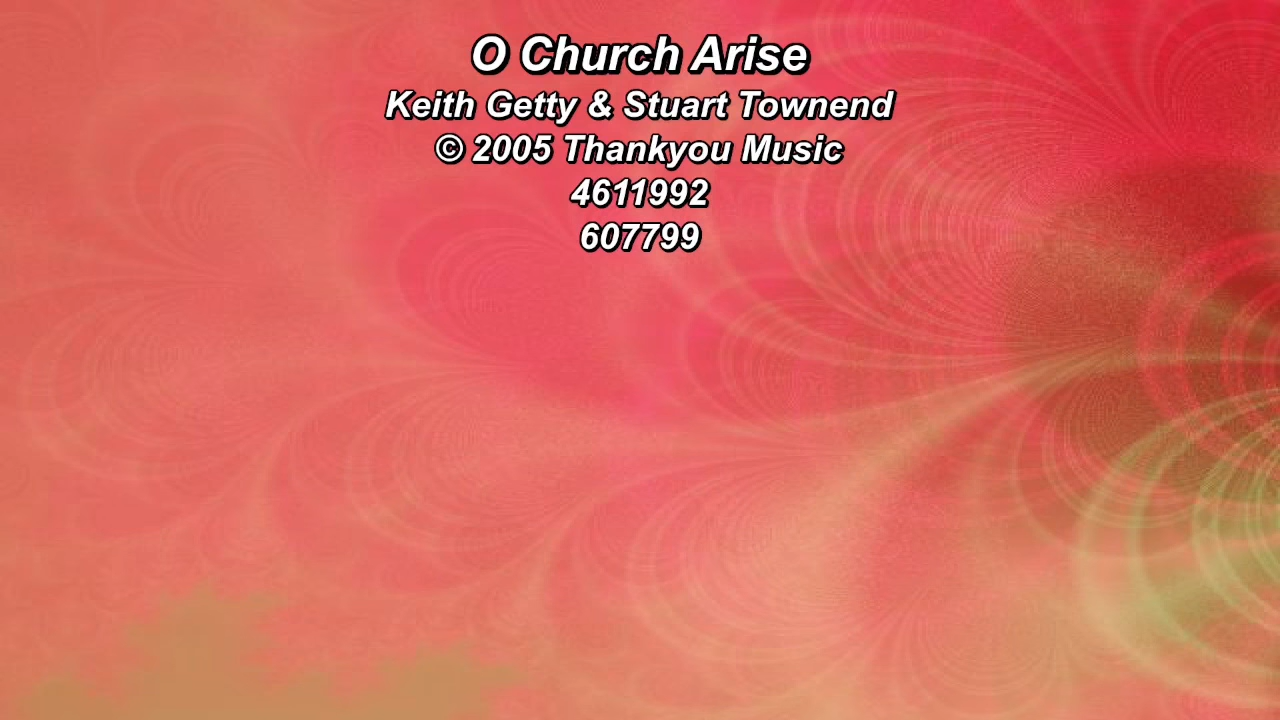 O Church Arise
Keith Getty & Stuart Townend
© 2005 Thankyou Music
4611992
607799